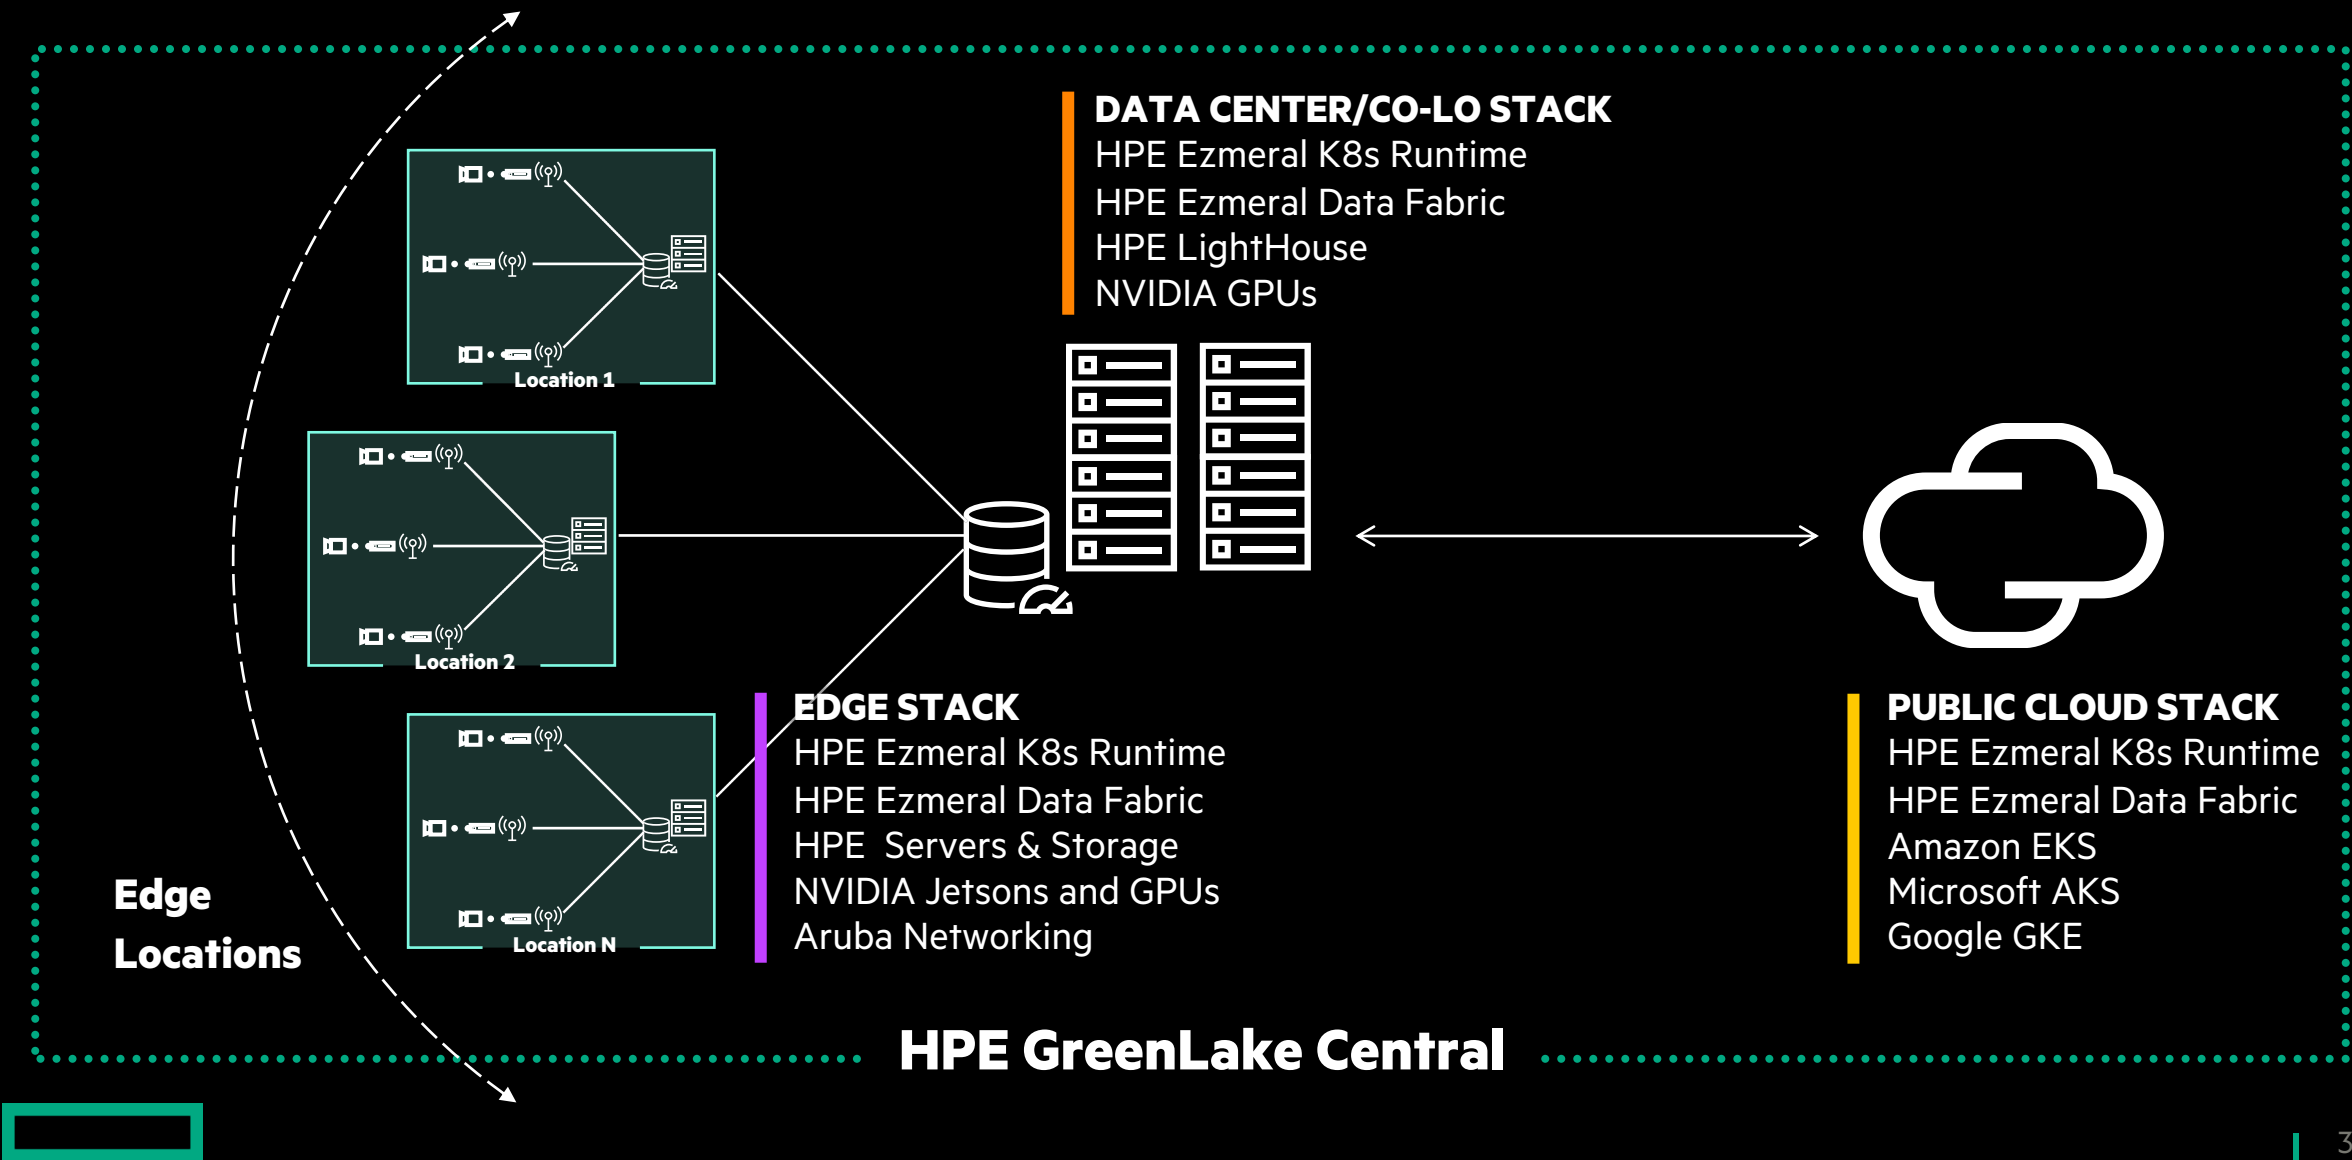 DATA CENTER/CO-LO STACK
HPE Ezmeral K8s Runtime
HPE Ezmeral Data Fabric
HPE LightHouse
NVIDIA GPUs
Location 1
Location 2
Location N
Edge
Locations
EDGE STACK
HPE Ezmeral K8s Runtime
HPE Ezmeral Data Fabric
HPE  Servers & Storage
NVIDIA Jetsons and GPUs
Aruba Networking
PUBLIC CLOUD STACK
HPE Ezmeral K8s Runtime
HPE Ezmeral Data Fabric
Amazon EKS
Microsoft AKS
Google GKE
HPE GreenLake Central
3